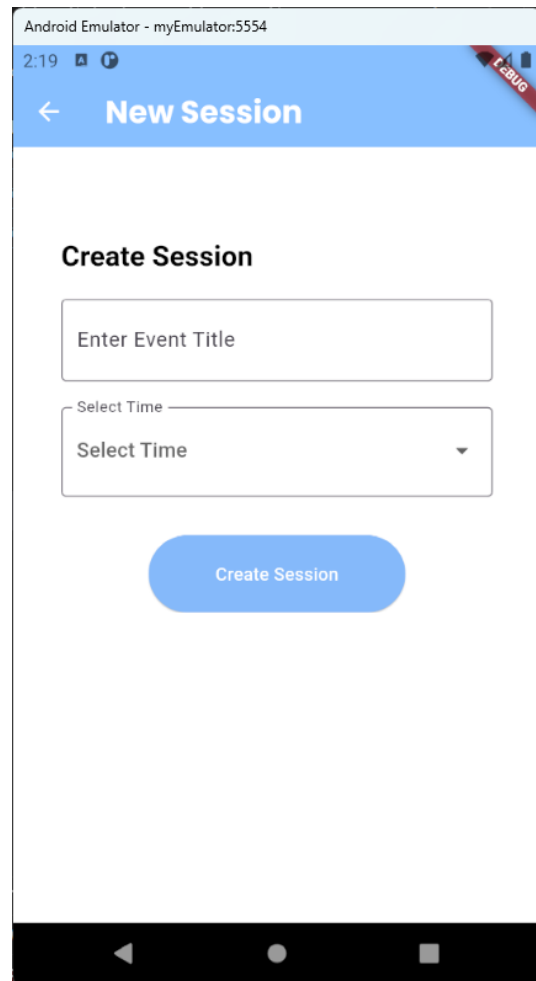 Android Emulator - myEmulator:5554
2:19 A
DEBUG
New Session
Create Session
Enter Event Title
Select Time
Select Time
Create Session